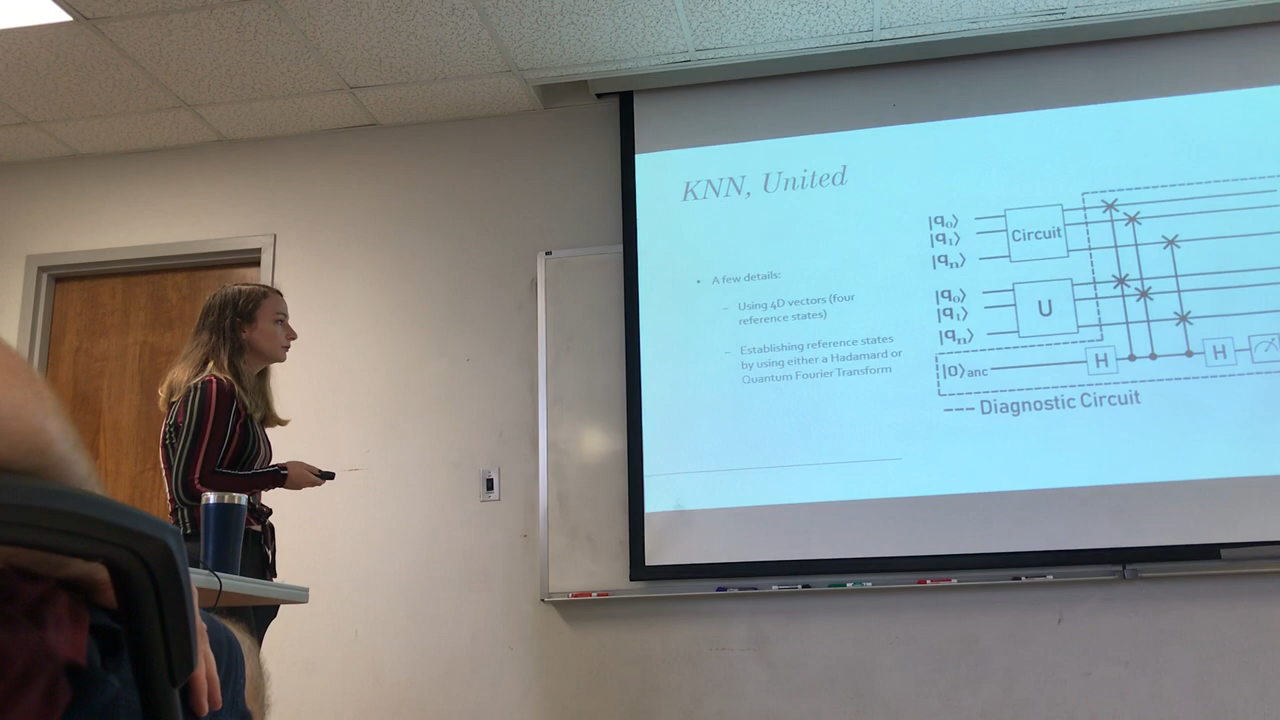 KNN, United
• A few details:
– Using 4D vectors (four
reference states)
– Establishing reference states
by using either a Hadamard or
Quantum Fourier Transform
|q₀⟩
|q₁⟩
|qₙ⟩
Circuit
|q₀⟩
|q₁⟩
|qₙ⟩
U
|0⟩anc
H
H
--- Diagnostic Circuit